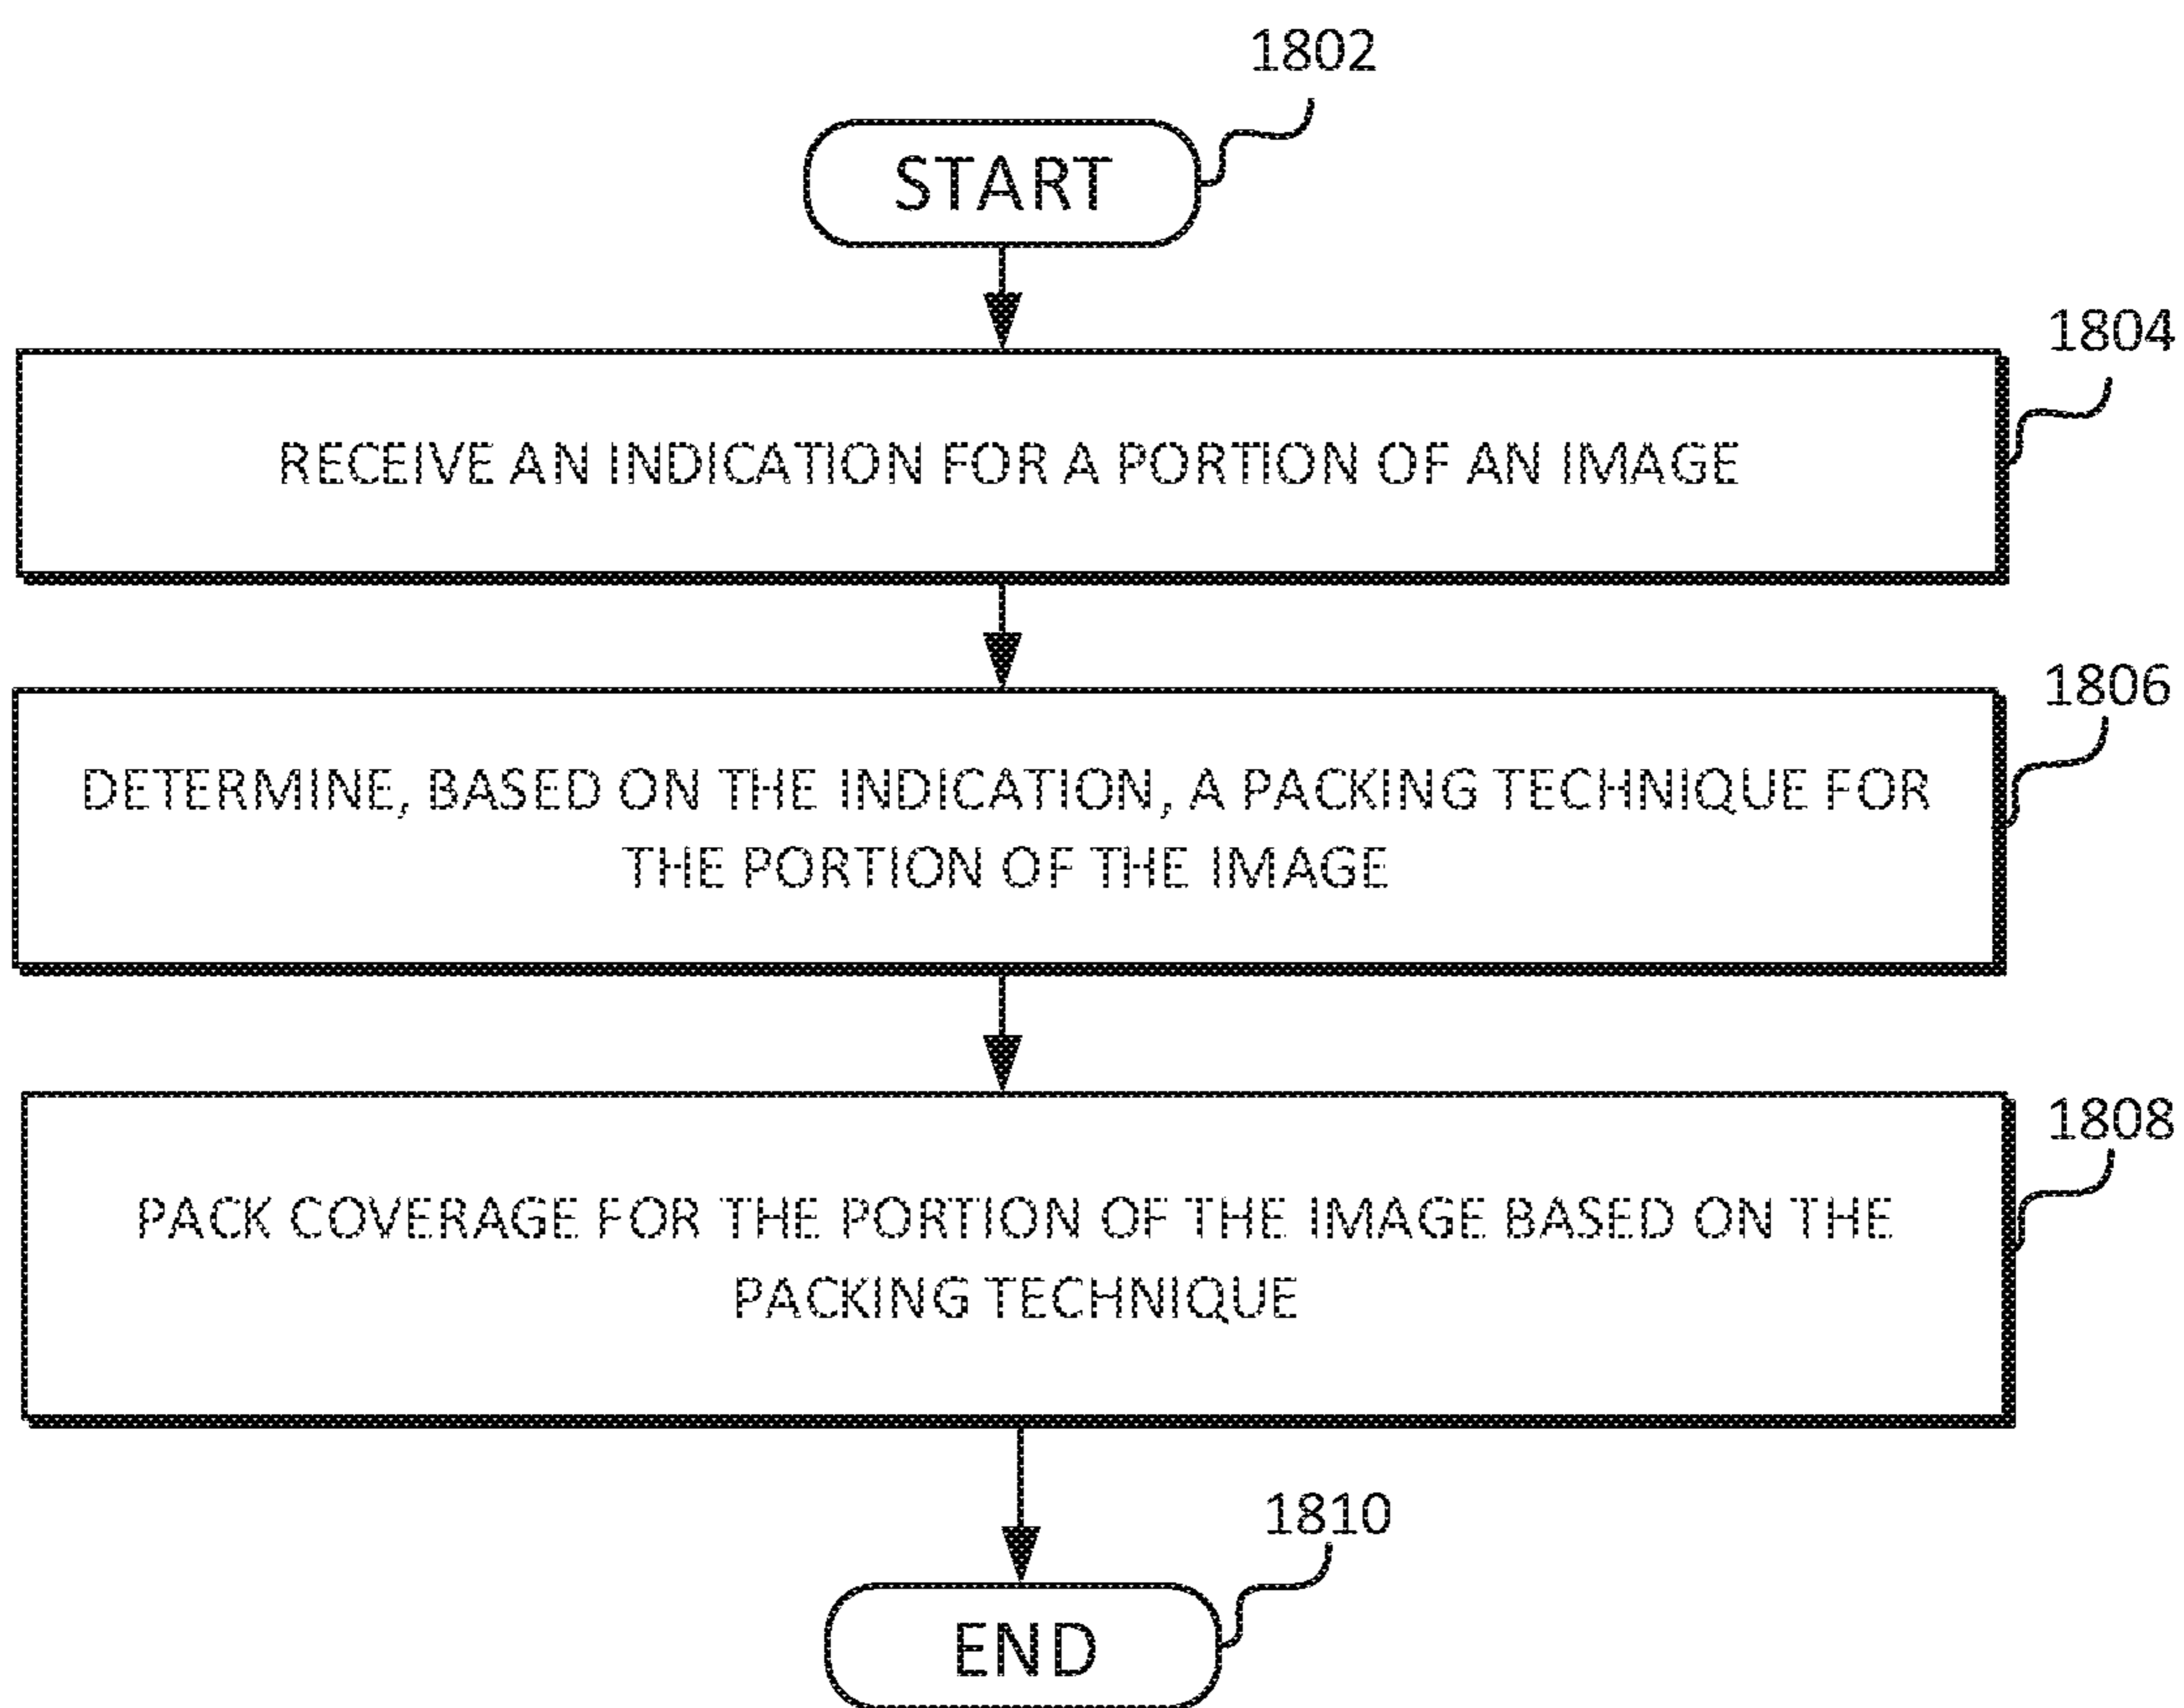 1802
START
1804
RECEIVE AN INDICATION FOR A PORTION OF AN IMAGE
1806
DETERMINE, BASED ON THE INDICATION, A PACKING TECHNIQUE FOR
THE PORTION OF THE IMAGE
1808
PACK COVERAGE FOR THE PORTION OF THE IMAGE BASED ON THE
PACKING TECHNIQUE
1810
END